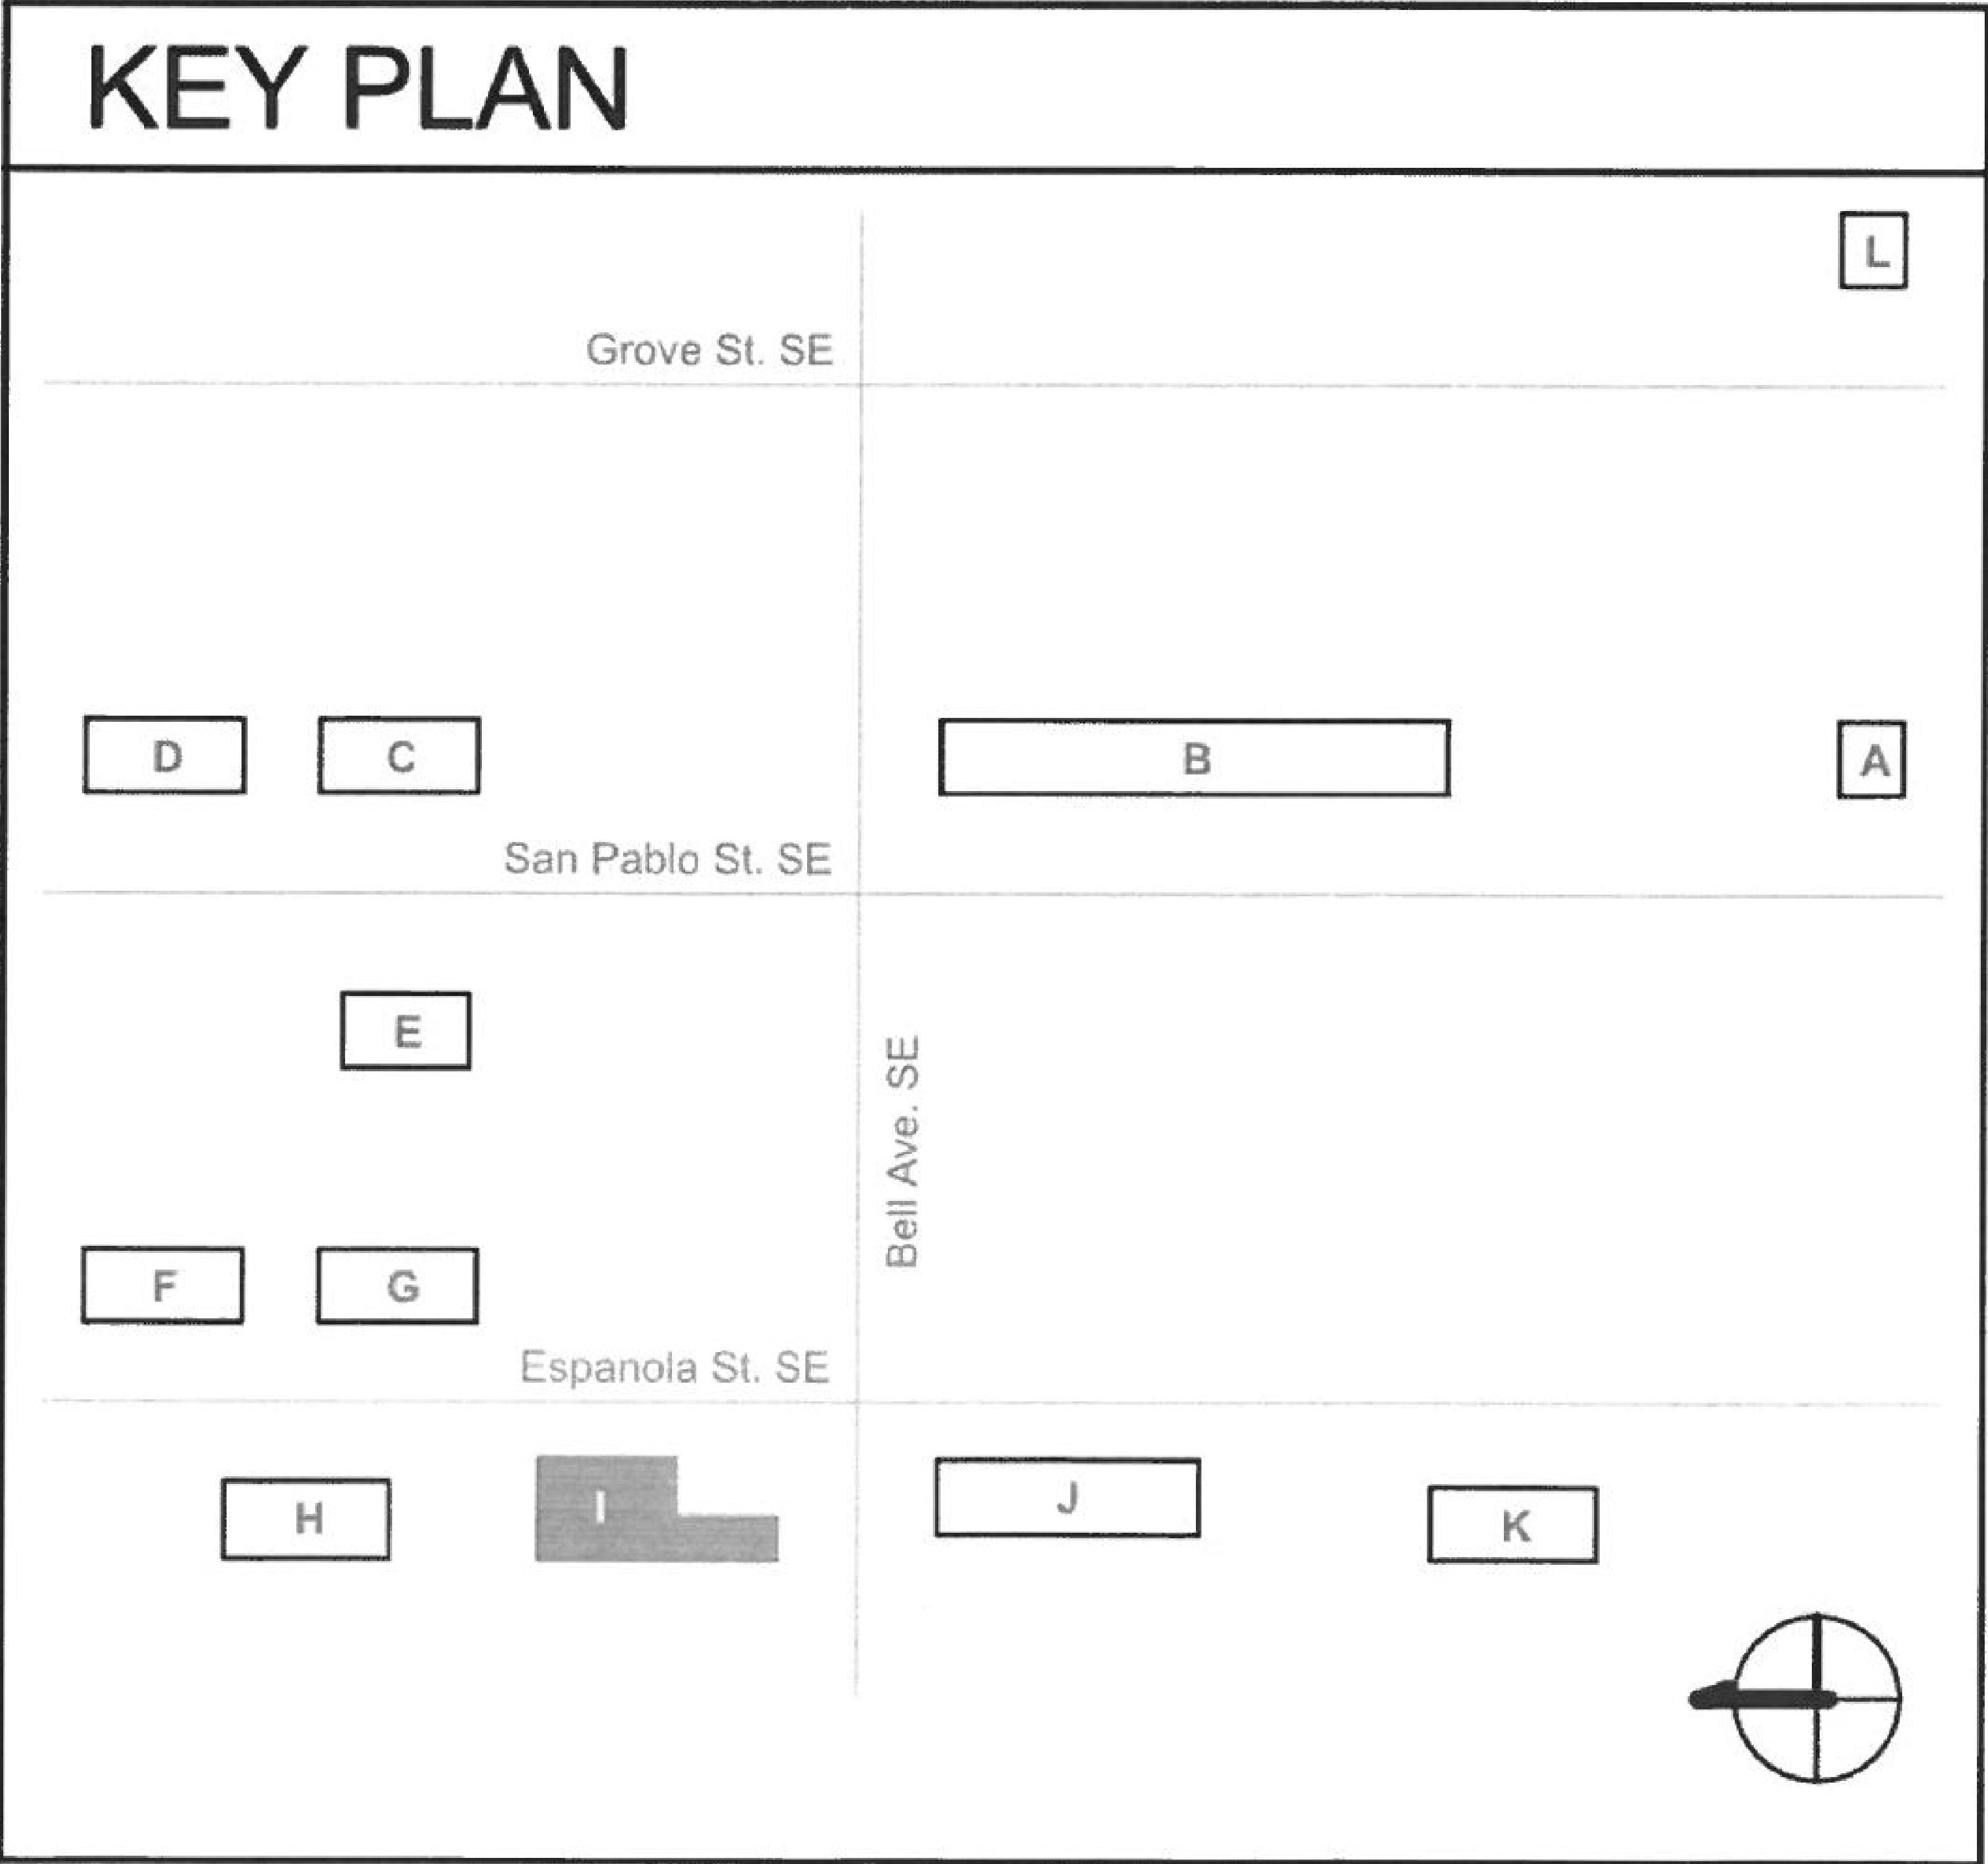 KEY PLAN
L
Grove St. SE
D
C
B
A
San Pablo St. SE
E
Bell Ave. SE
F
G
Espanola St. SE
H
I
J
K